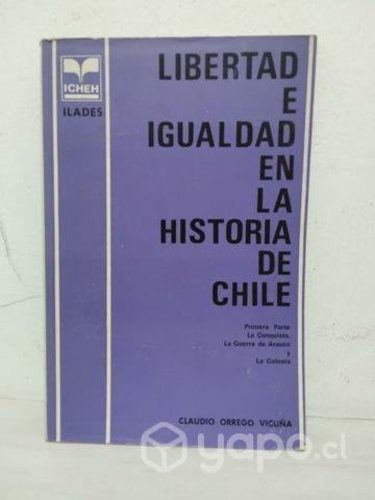 ICHEH
ILADES
LIBERTAD
E
IGUALDAD
EN
LA
HISTORIA
DE
CHILE
Primera Parte
La Conquista,
La Guerra de Arauco
y
La Colonia
CLAUDIO ORREGO VICUÑA
yapo.cl